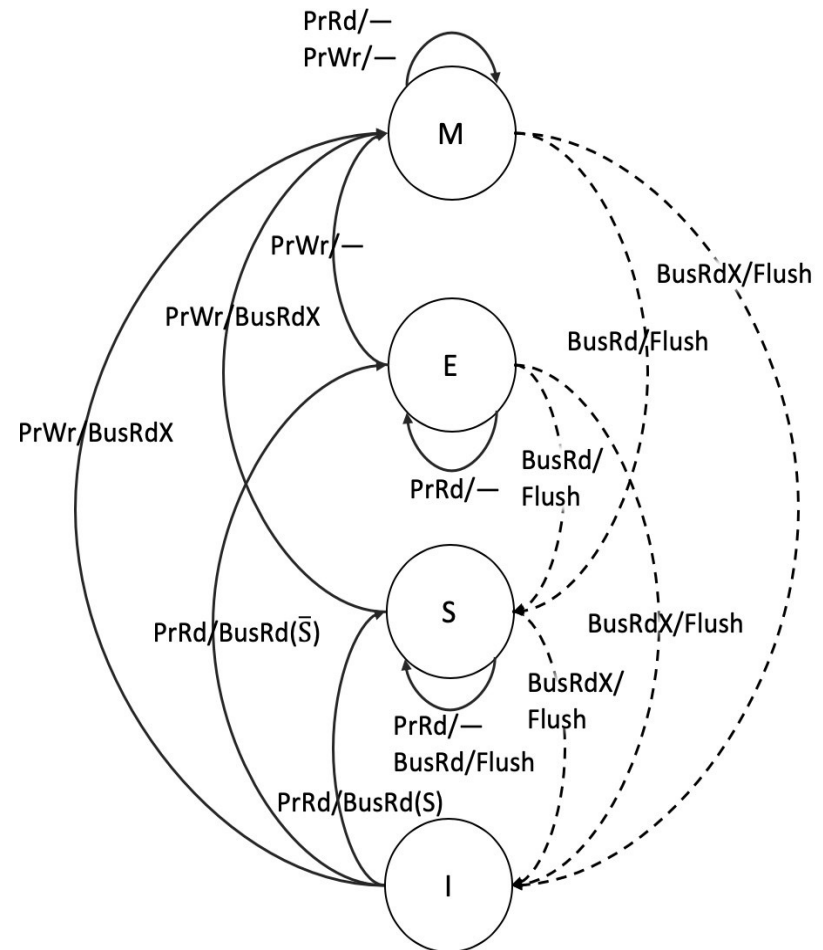 PrRd/—
PrWr/—
M
PrWr/—
BusRdX/Flush
PrWr/BusRdX
BusRd/Flush
E
PrWr/BusRdX
BusRd/
Flush
PrRd/—
S
PrRd/BusRd(S̄)
BusRdX/Flush
BusRdX/
Flush
PrRd/—
BusRd/Flush
PrRd/BusRd(S)
I